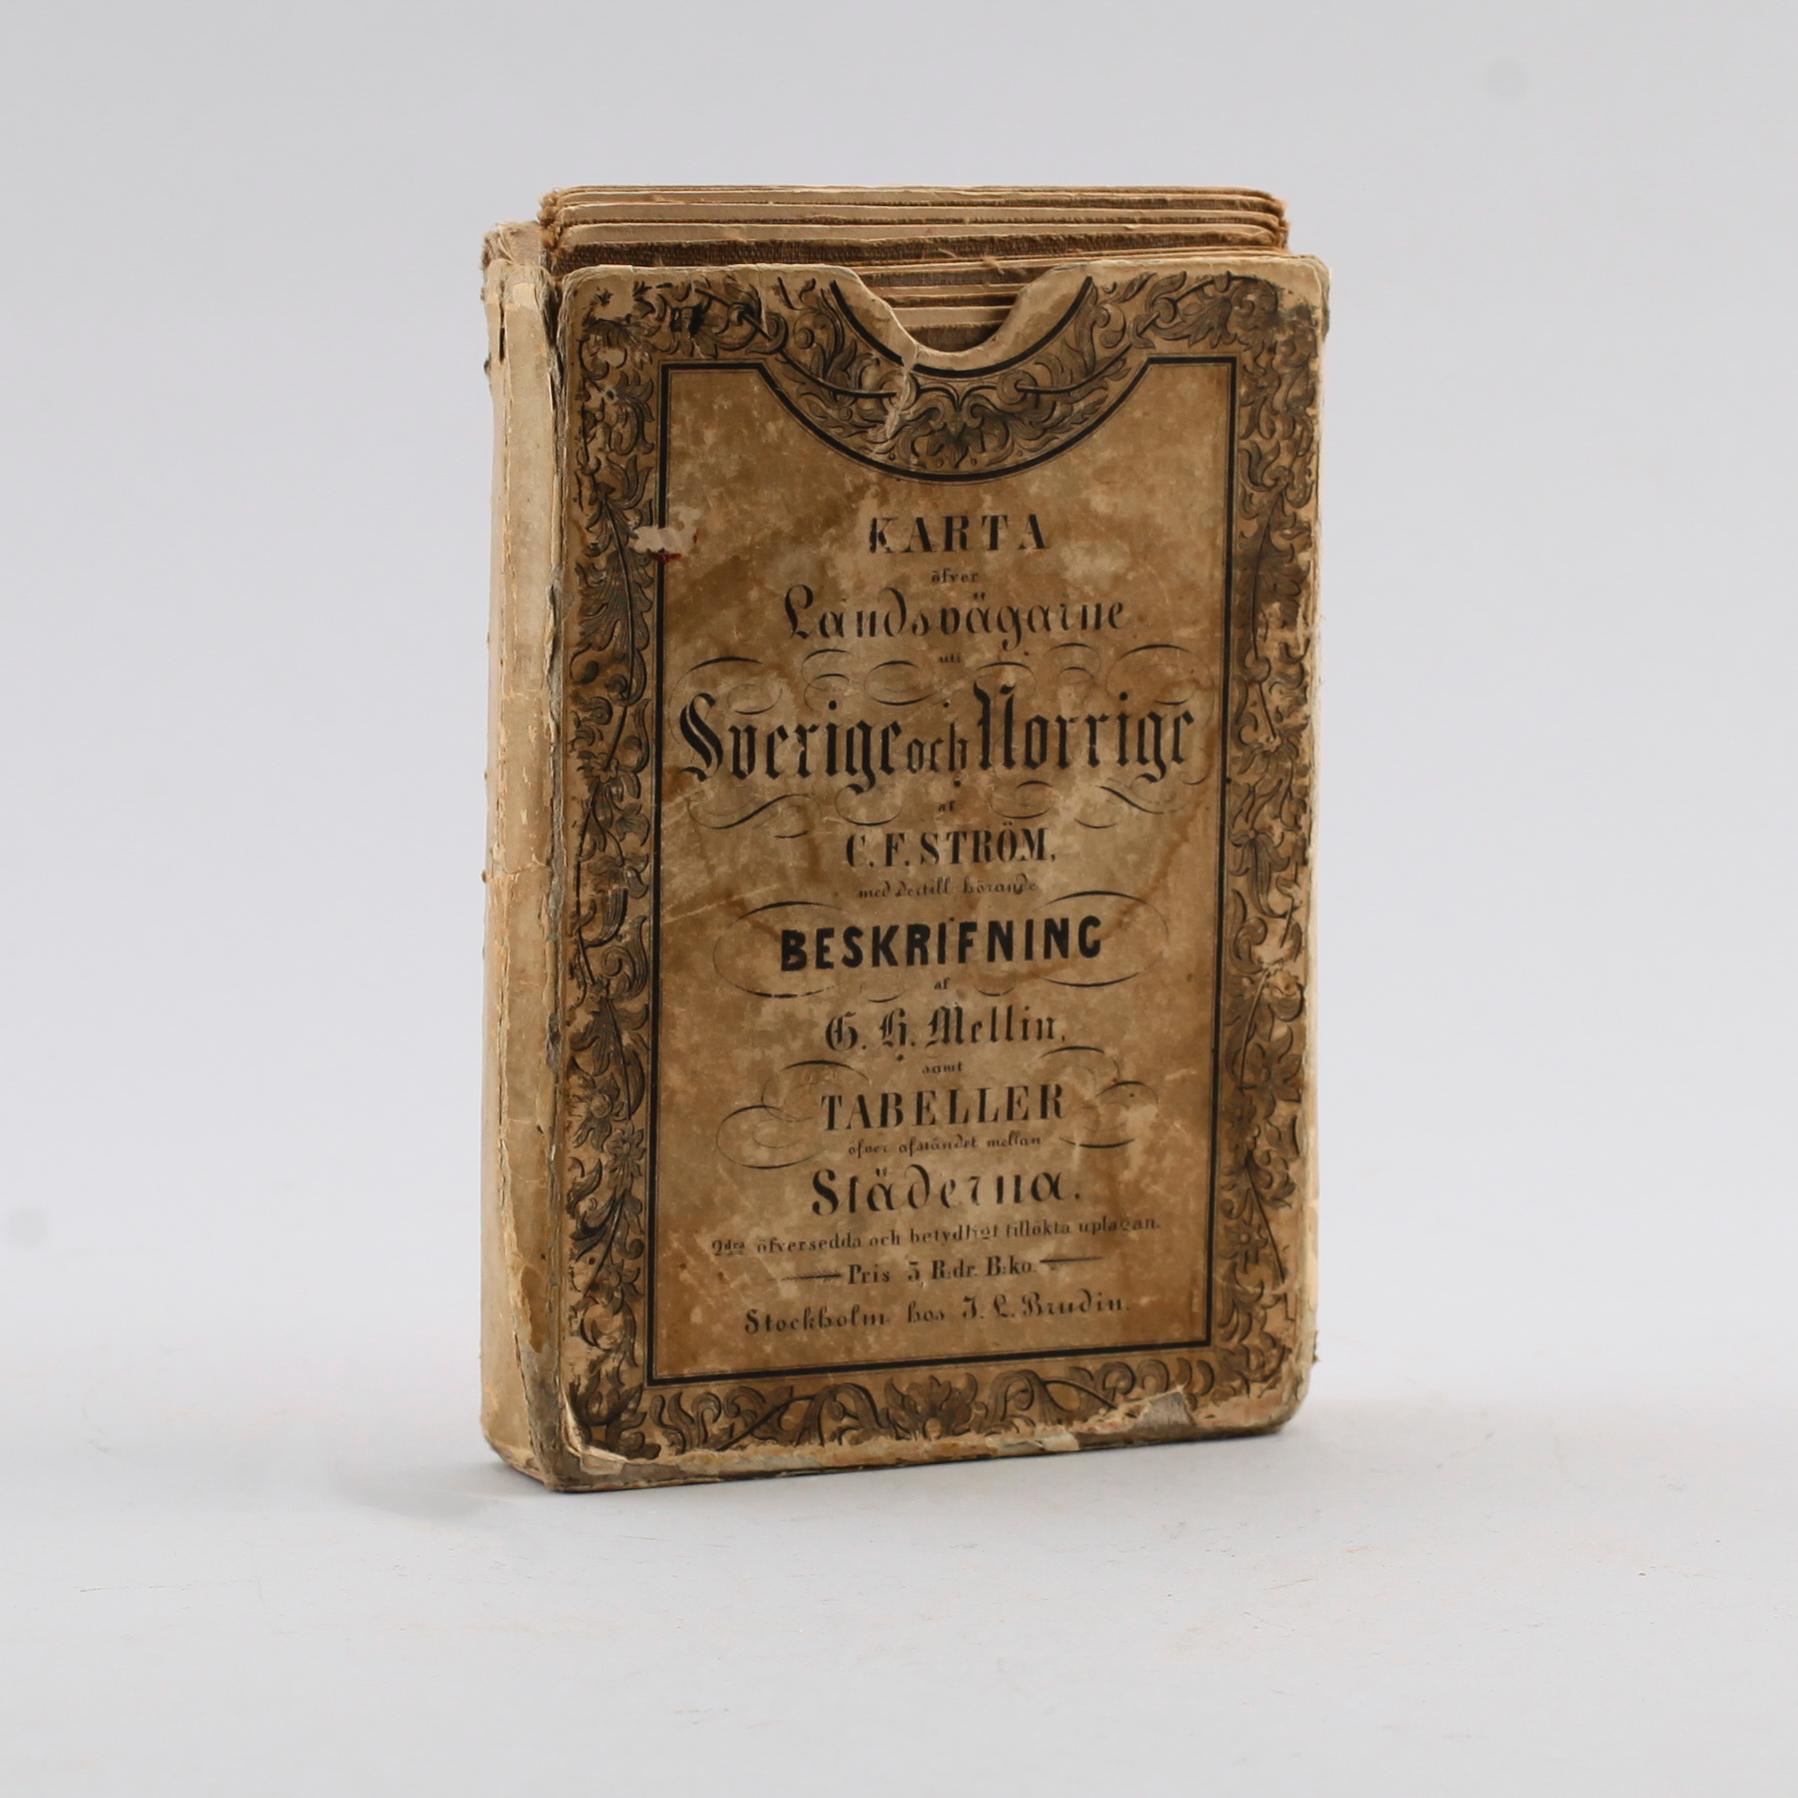 KARTA
öfver
Landsvägarne
uti
Sverige och Norrige
af
C. F. STRÖM,
med dertill hörande
BESKRIFNING
af
G. H. Mellin,
samt
TABELLER
öfver afståndet mellan
Städerna.
2dra öfversedda och betydligt tillökta uplagan.
Pris 3 R:dr. B:ko.
Stockholm hos J. L. Brudin.